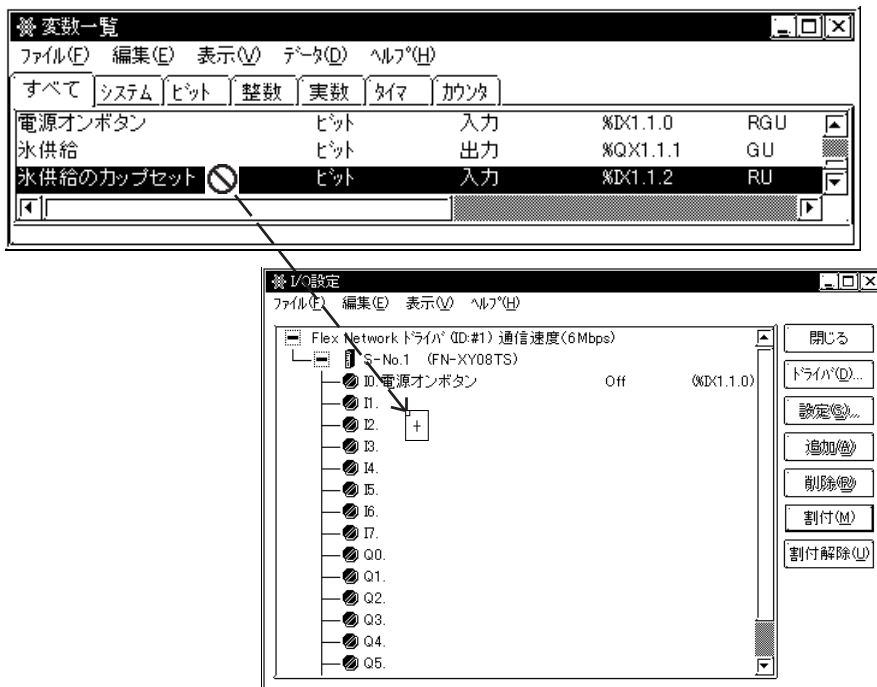 変数一覧
ファイル(F) 編集(E) 表示(V) データ(D) ヘルプ(H)
すべて システム ビット 整数 実数 タイマ カウンタ
電源オンボタン ビット 入力 %IX1.1.0 RGU
氷供給 ビット 出力 %QX1.1.1 GU
氷供給のカップセット ビット 入力 %IX1.1.2 RU
I/O設定
ファイル(F) 編集(E) 表示(V) ヘルプ(H)
Flex Network ドライバ (ID:#1) 通信速度(6Mbps)
S-No.1 (FN-XY08TS)
I0.電源オンボタン Off (%IX1.1.0)
I1.
I2.
I3.
I4.
I5.
I6.
I7.
Q0.
Q1.
Q2.
Q3.
Q4.
Q5.
閉じる
ドライバ(D)...
設定(S)...
追加(A)
削除(R)
割付(M)
割付解除(U)